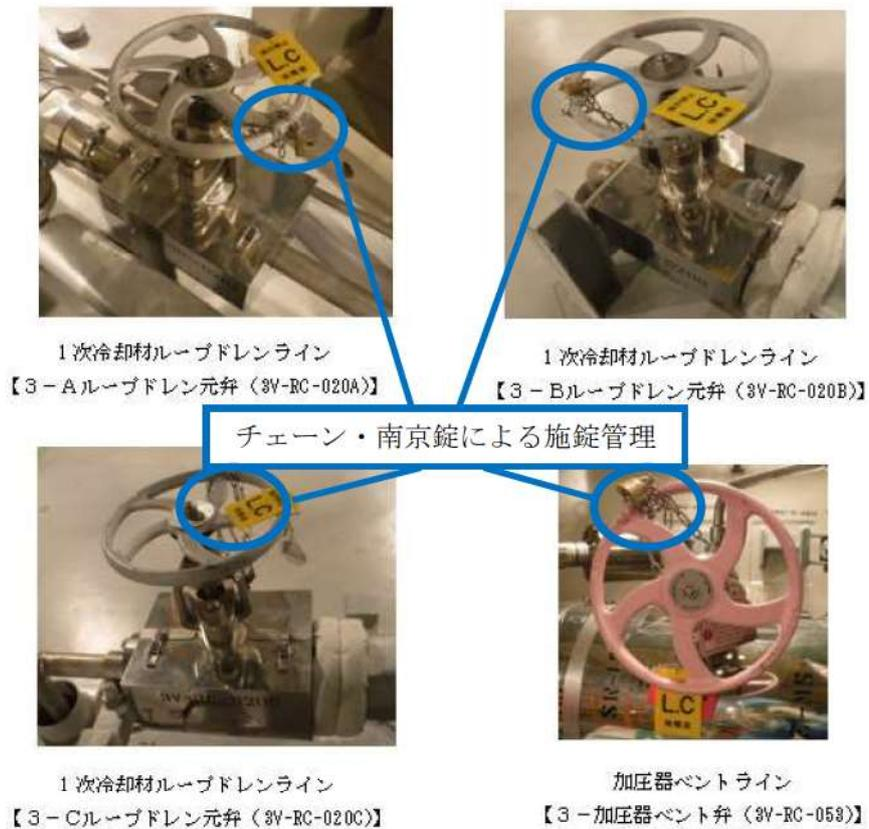 L.C
L.C
1次冷却材ループドレンライン
【3-Aループドレン元弁(3V-RC-020A)】
1次冷却材ループドレンライン
【3-Bループドレン元弁(3V-RC-020B)】
チェーン・南京錠による施錠管理
L.C
L.C
1次冷却材ループドレンライン
【3-Cループドレン元弁(3V-RC-020C)】
加圧器ベントライン
【3-加圧器ベント弁(3V-RC-053)】